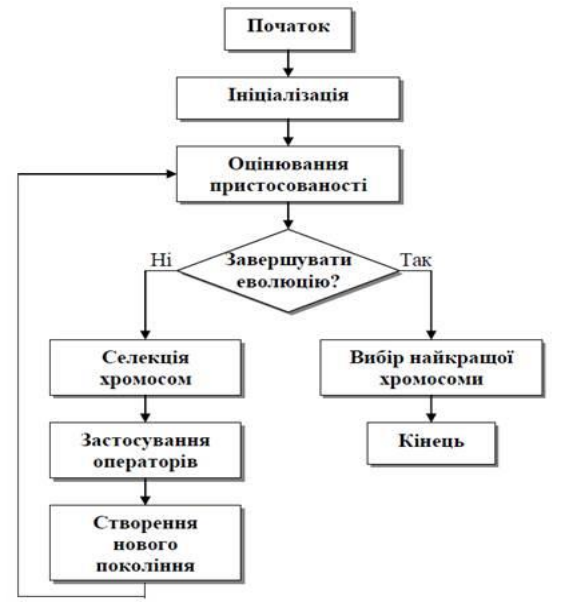 Початок
Ініціалізація
Оцінювання
пристосованості
Завершувати
еволюцію?
Ні
Так
Селекція
хромосом
Застосування
операторів
Створення
нового
покоління
Вибір найкращої
хромосоми
Кінець